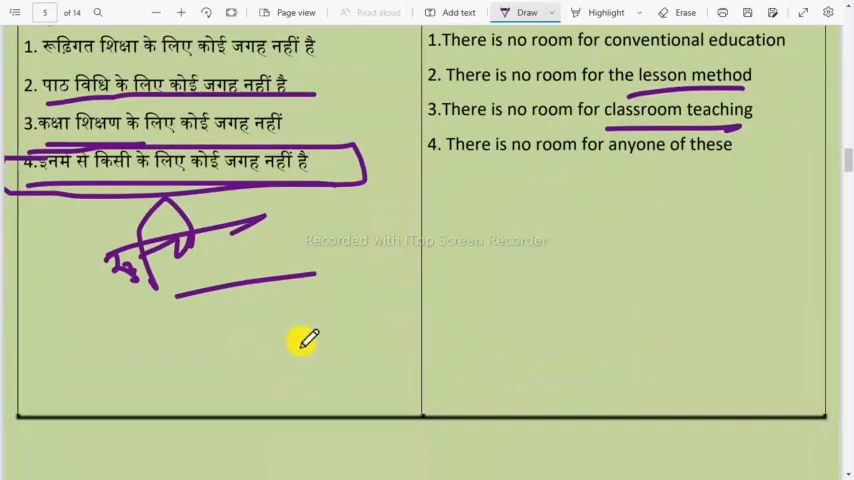 5 of 14 Page view Read aloud Add text Draw Highlight Erase Share
1. रूढ़िगत शिक्षा के लिए कोई जगह नहीं है
2. पाठ विधि के लिए कोई जगह नहीं है
3.कक्षा शिक्षण के लिए कोई जगह नहीं
4.इनमें से किसी के लिए कोई जगह नहीं है
1.There is no room for conventional education
2. There is no room for the lesson method
3.There is no room for classroom teaching
4. There is no room for anyone of these
Recorded with iTop Screen Recorder